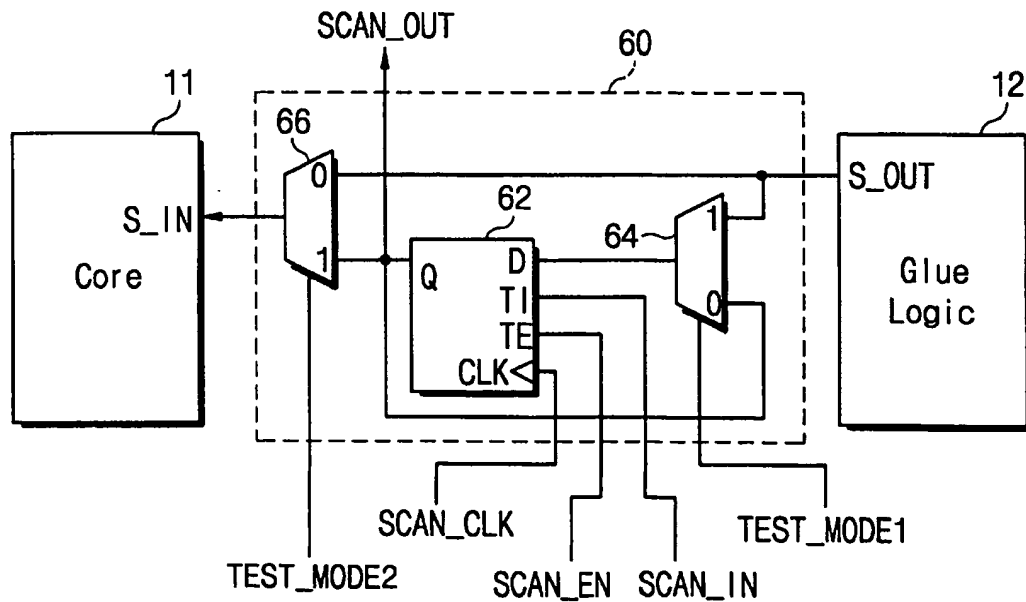 SCAN_OUT
60
11
12
66
0
S_OUT
62
1
64
S_IN
1
Q
D
Core
TI
0
Glue
Logic
TE
CLK
SCAN_CLK
TEST_MODE1
TEST_MODE2
SCAN_EN
SCAN_IN